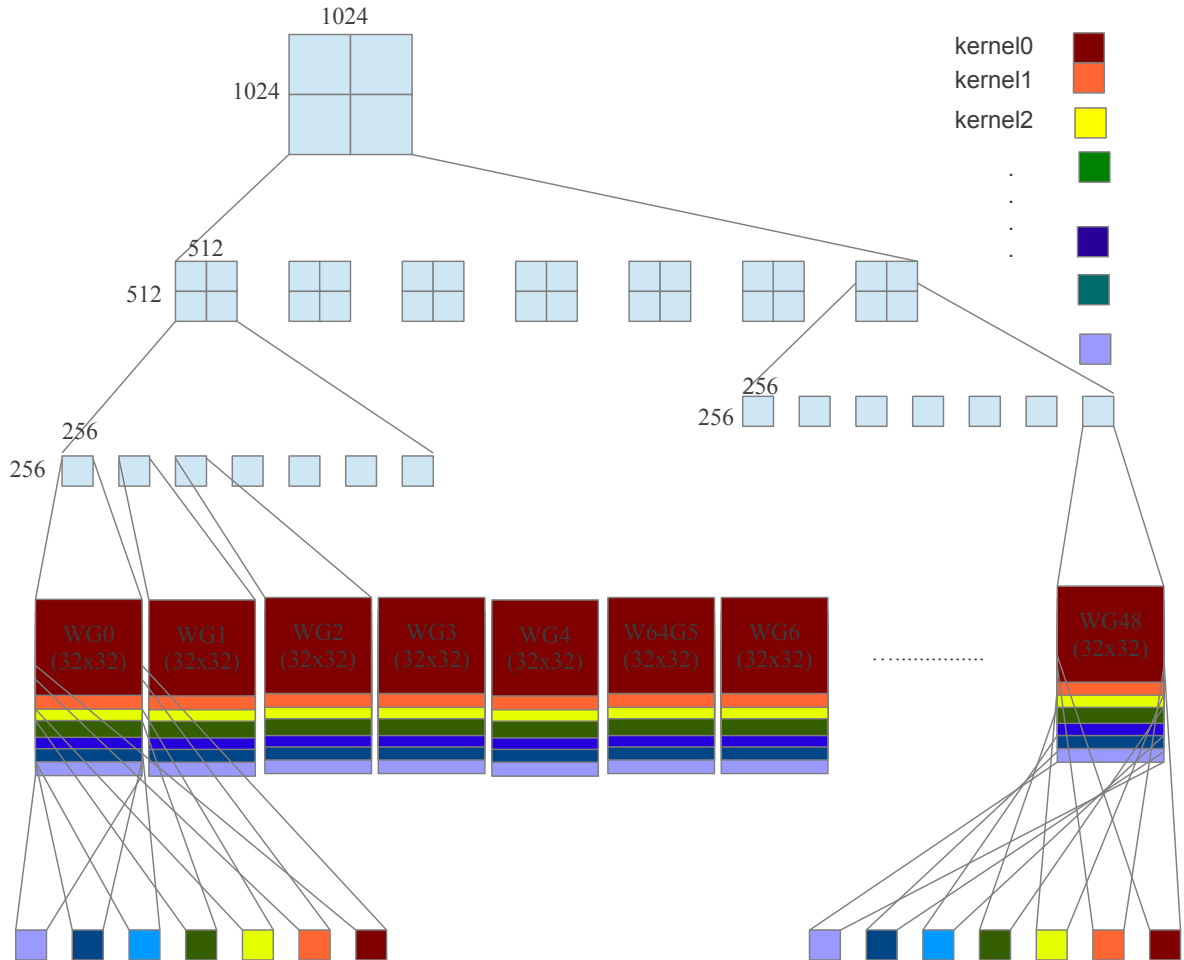 1024
1024
kernel0
kernel1
kernel2
.
.
.
.
512
512
256
256
256
256
WG0
(32x32)
WG1
(32x32)
WG2
(32x32)
WG3
(32x32)
WG4
(32x32)
W64G5
(32x32)
WG6
(32x32)
…..............
WG48
(32x32)